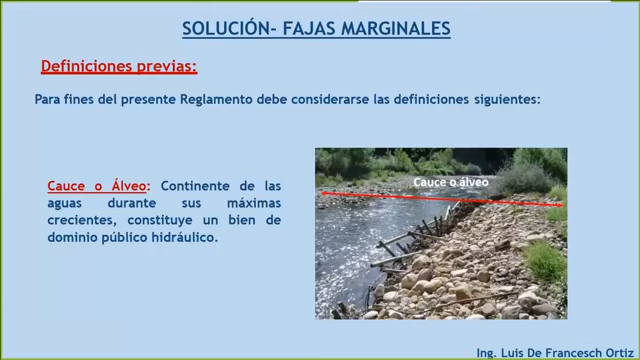 SOLUCIÓN- FAJAS MARGINALES
Definiciones previas:
Para fines del presente Reglamento debe considerarse las definiciones siguientes:
Cauce o álveo
Cauce o Álveo: Continente de las
aguas durante sus máximas
crecientes, constituye un bien de
dominio público hidráulico.
Ing. Luis De Francesch Ortiz